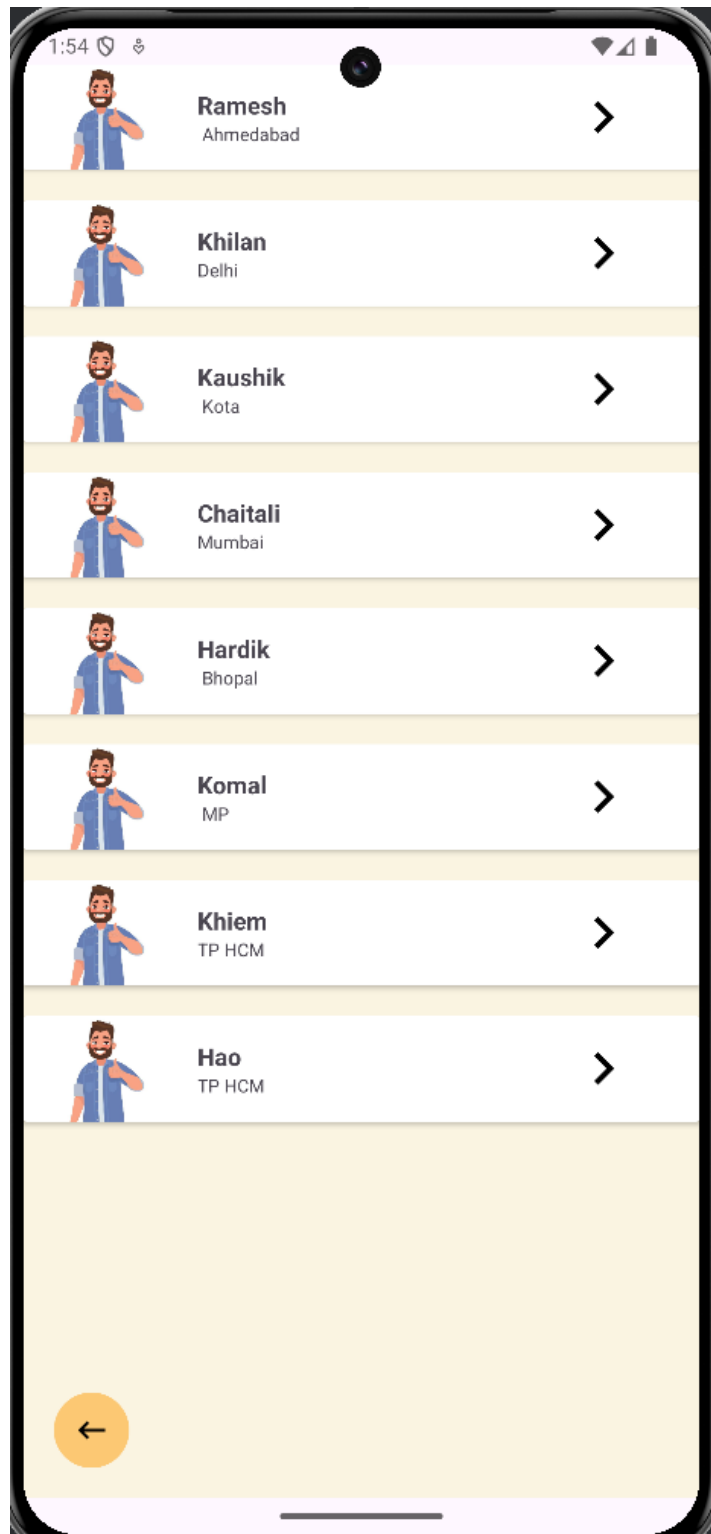 1:54
Ramesh
Ahmedabad
Khilan
Delhi
Kaushik
Kota
Chaitali
Mumbai
Hardik
Bhopal
Komal
MP
Khiem
TP HCM
Hao
TP HCM